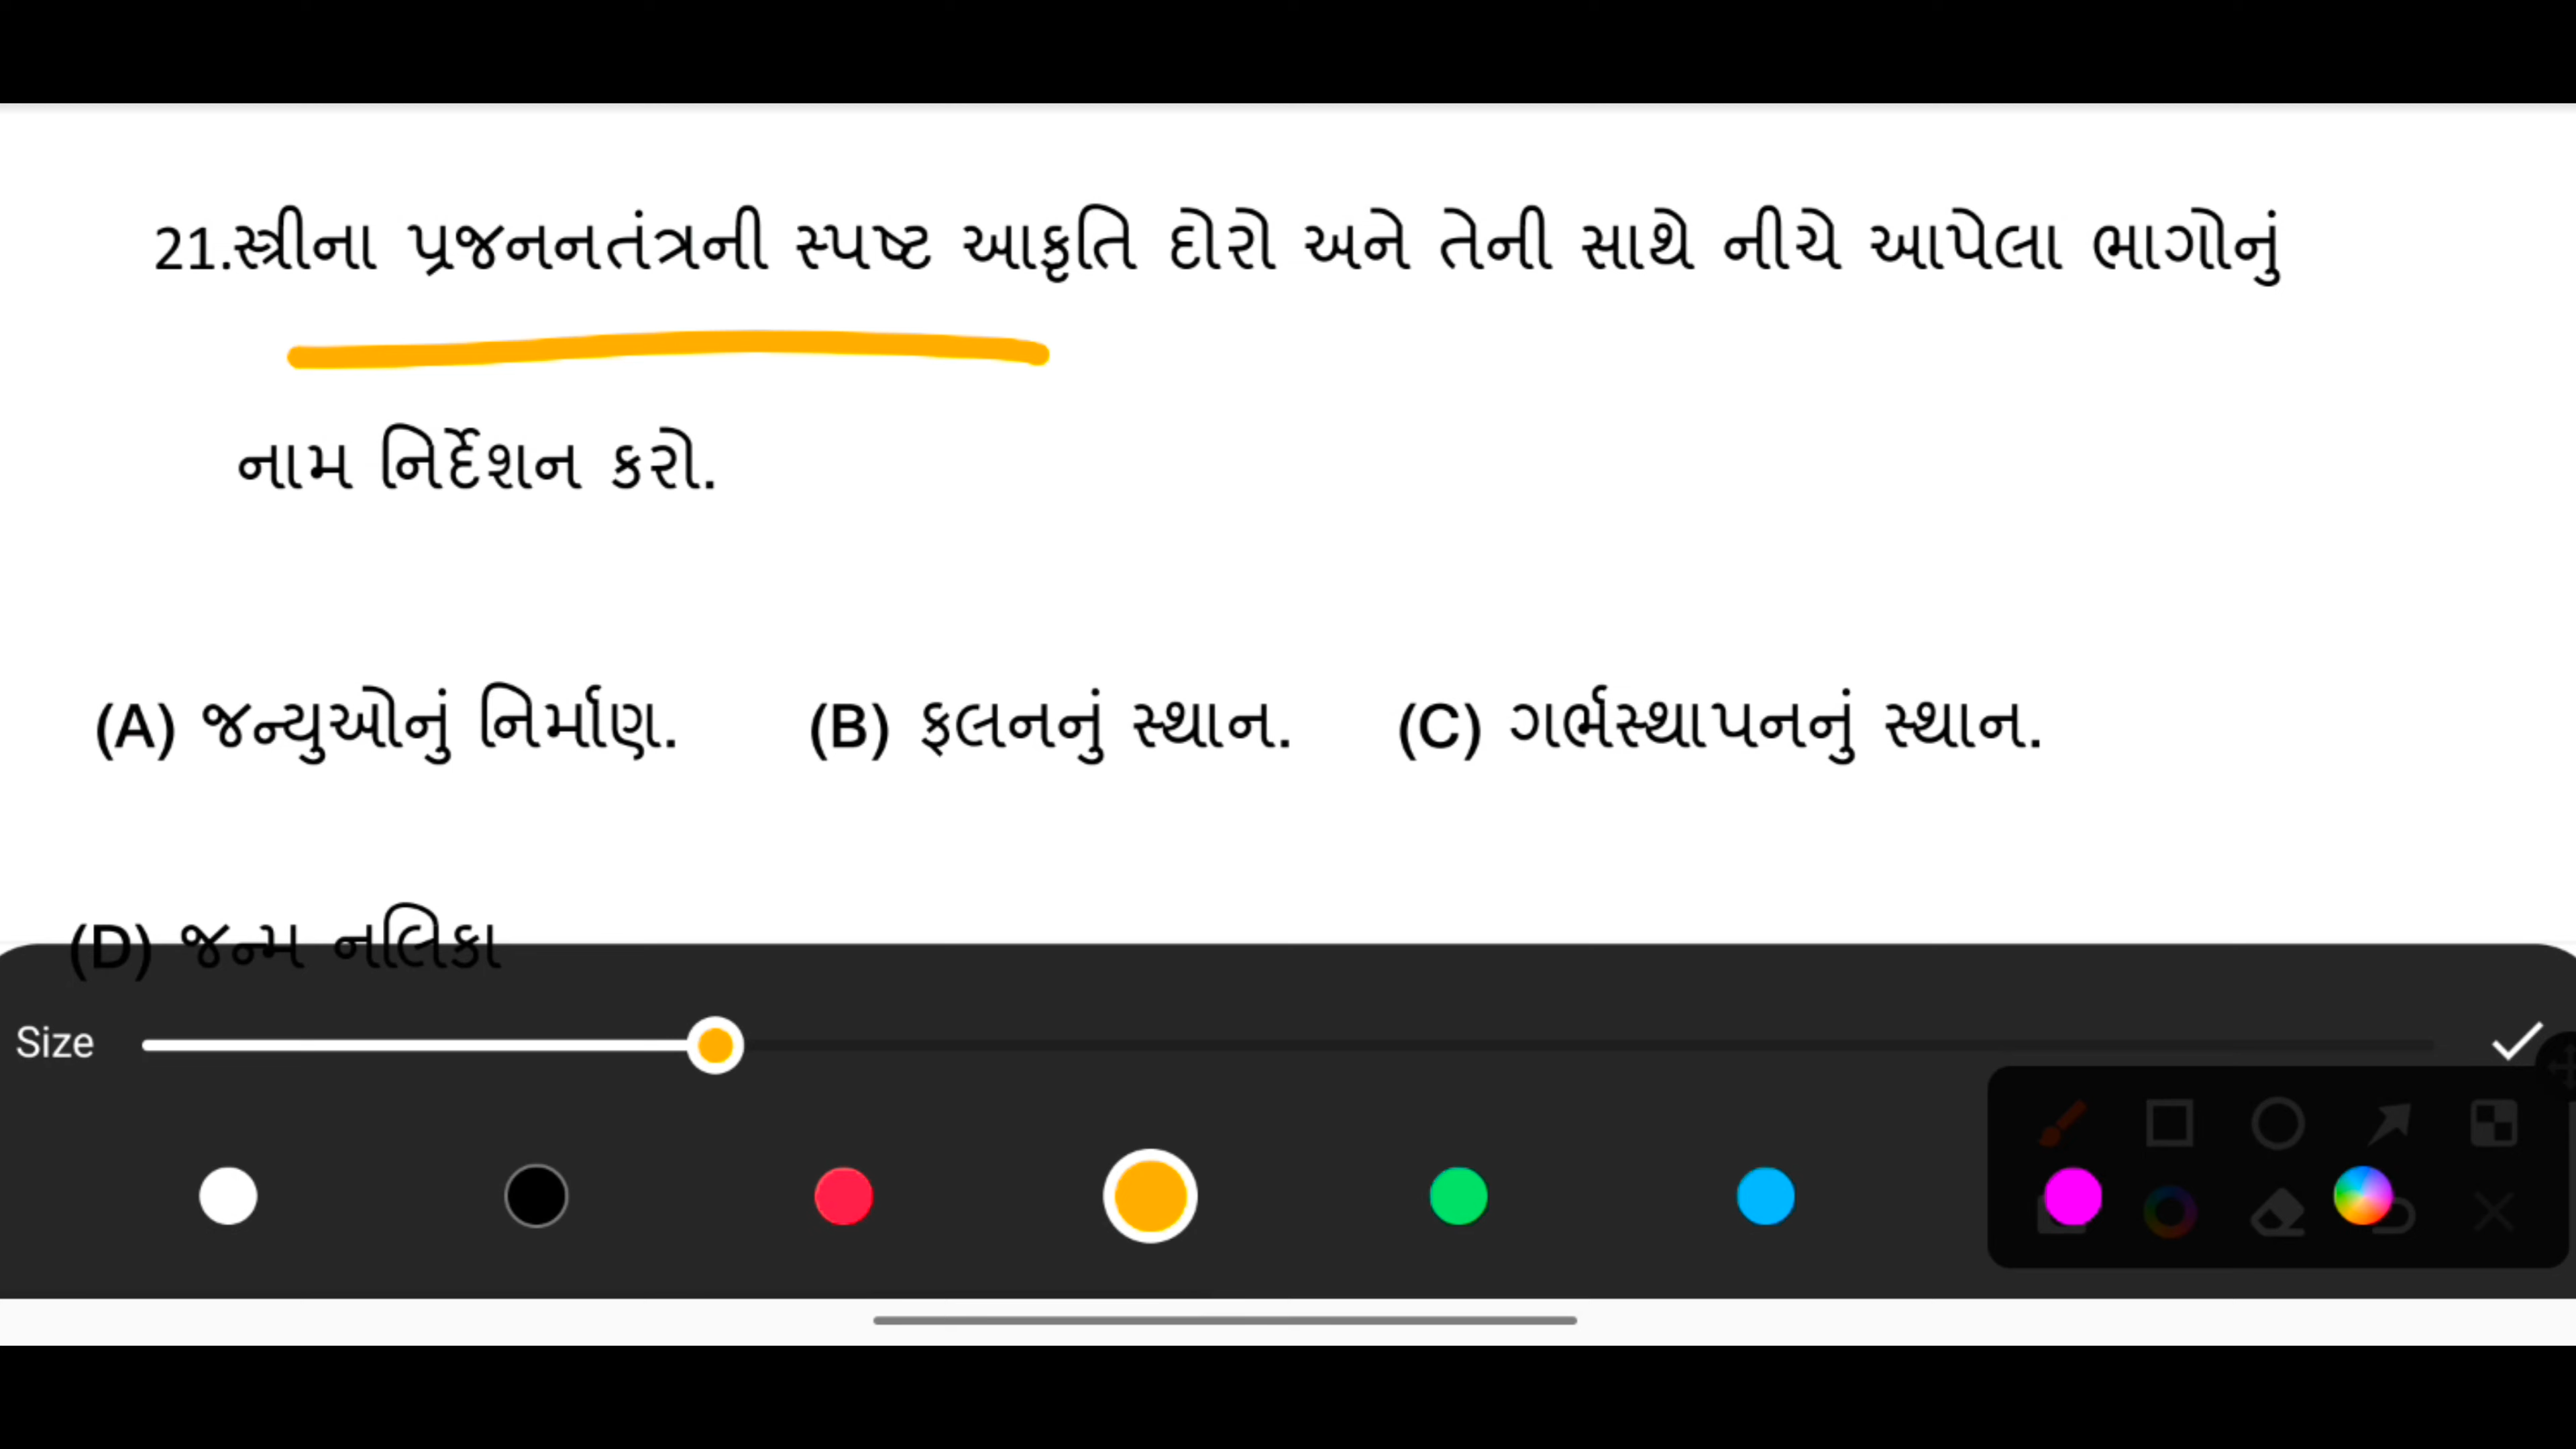 21.સ્ત્રીના પ્રજનનતંત્રની સ્પષ્ટ આકૃતિ દોરો અને તેની સાથે નીચે આપેલા ભાગોનું
નામ નિર્દેશન કરો.
(A) જન્યુઓનું નિર્માણ. (B) ફલનનું સ્થાન. (C) ગર્ભસ્થાપનનું સ્થાન.
(D) જન્મ નલિકા
Size